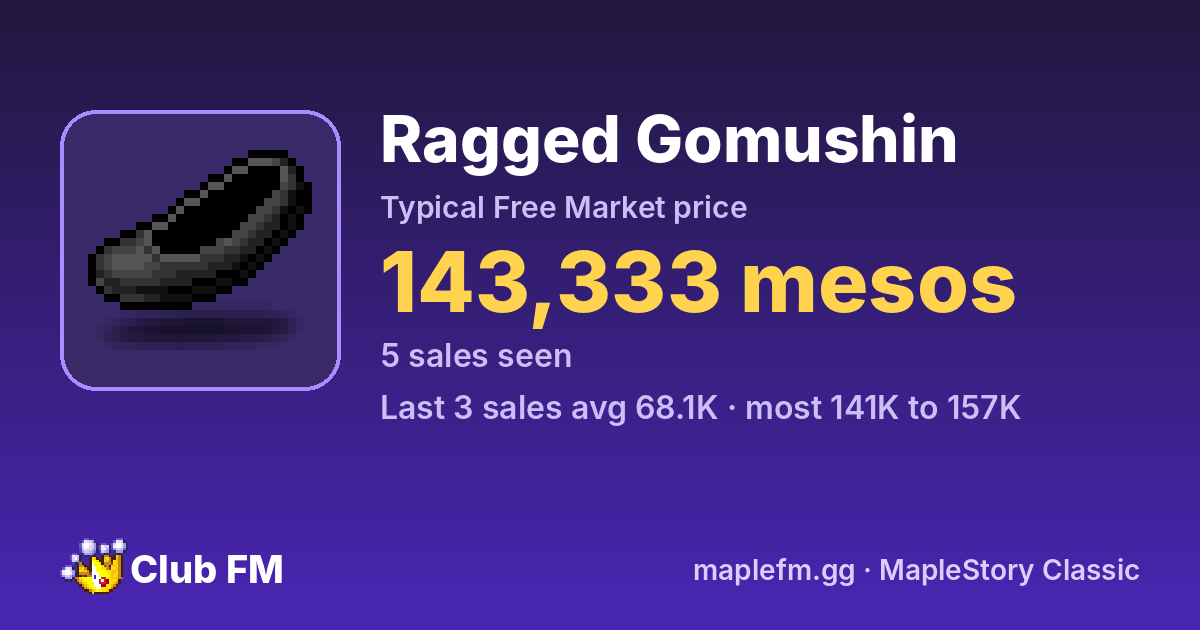 Ragged Gomushin
Typical Free Market price
143,333 mesos
5 sales seen
Last 3 sales avg 68.1K · most 141K to 157K
Club FM
maplefm.gg · MapleStory Classic